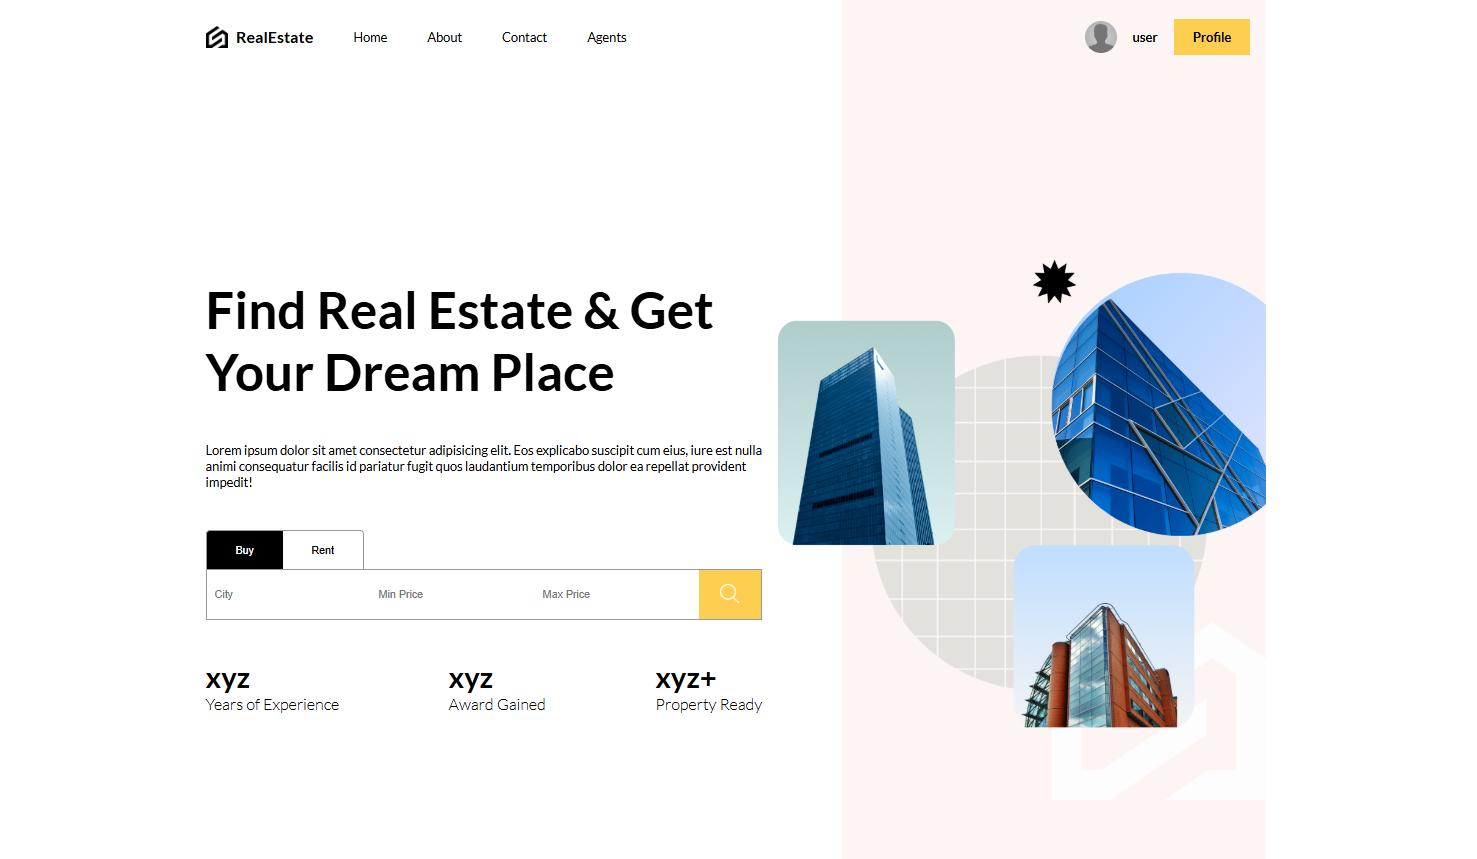 RealEstate Home About Contact Agents user Profile
Find Real Estate & Get
Your Dream Place
Lorem ipsum dolor sit amet consectetur adipisicing elit. Eos explicabo suscipit cum eius, iure est nulla
animi consequatur facilis id pariatur fugit quos laudantium temporibus dolor ea repellat provident
impedit!
Buy Rent
City Min Price Max Price
xyz xyz xyz+
Years of Experience Award Gained Property Ready